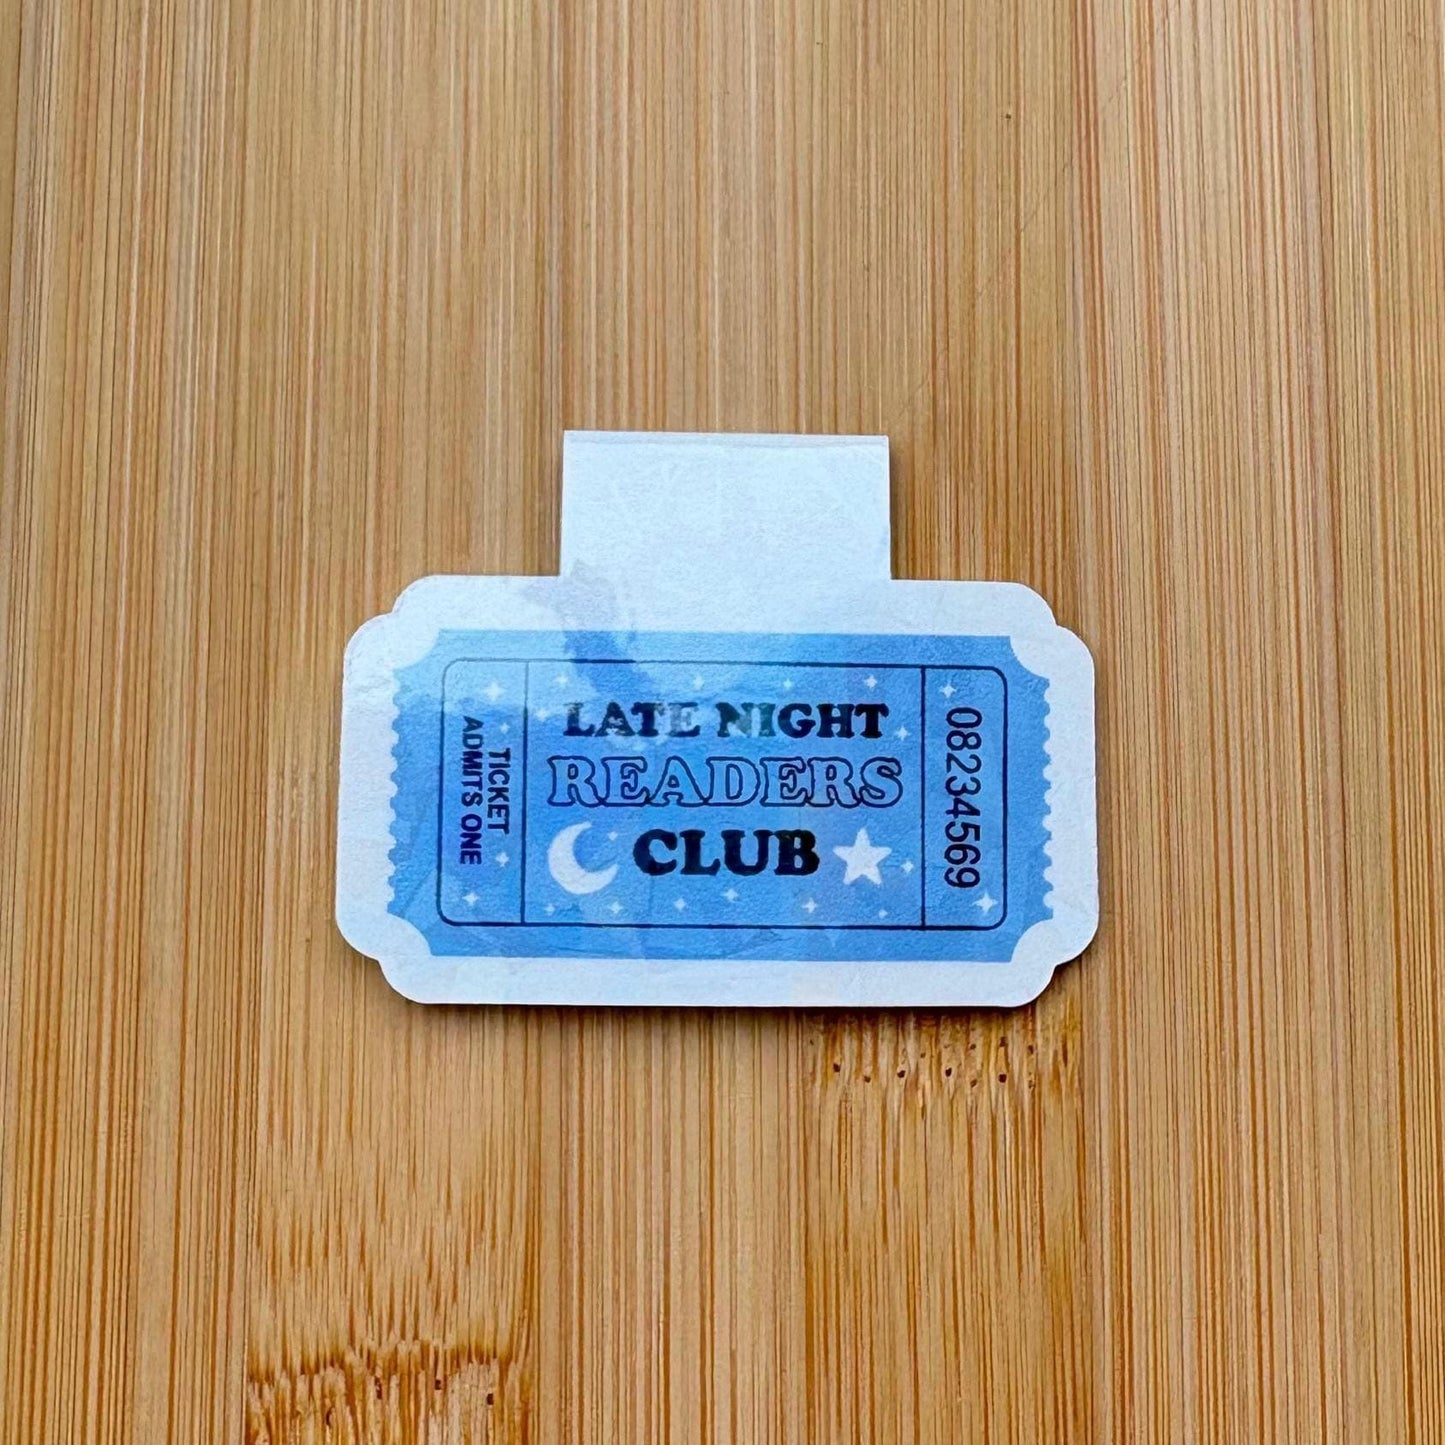 TICKET
ADMITS ONE
LATE NIGHT
READERS
CLUB
08234569